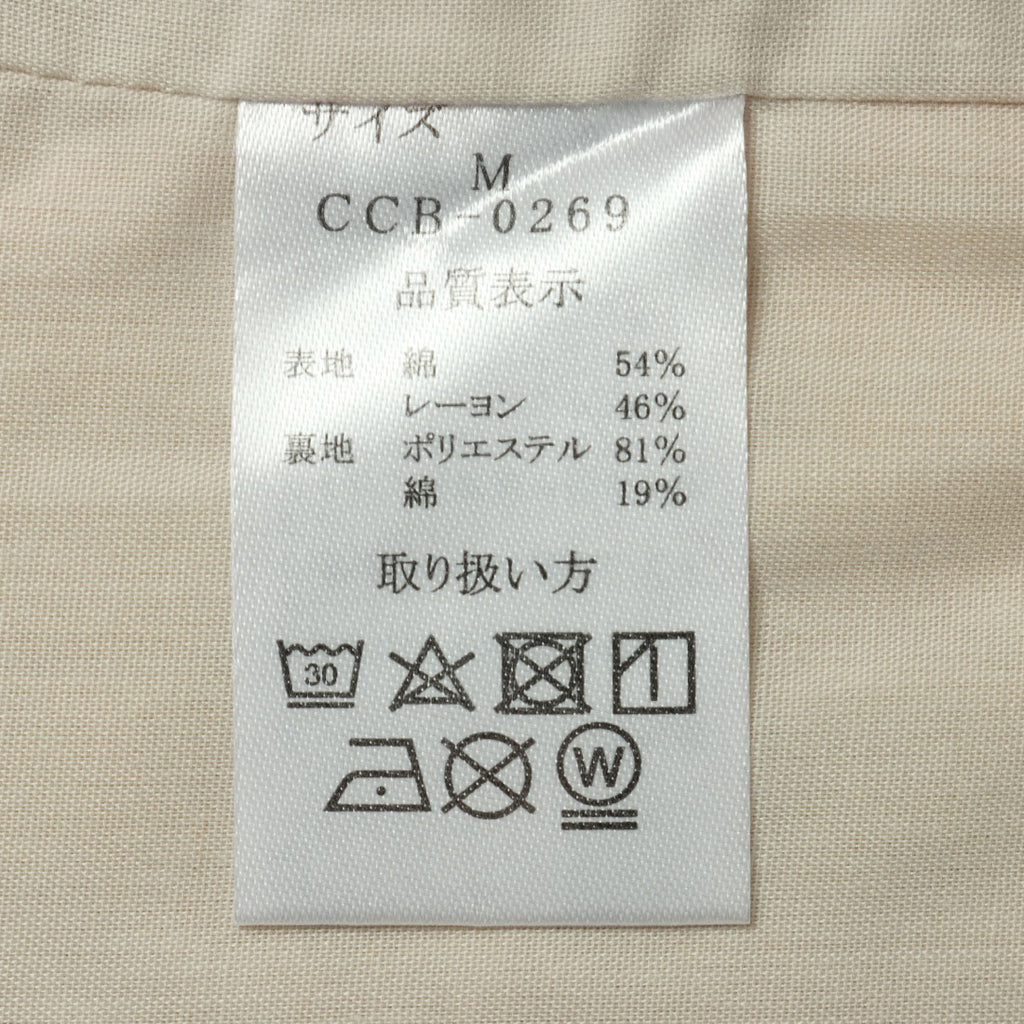 サイズ
M
CCB-0269
品質表示
表地 綿 54%
レーヨン 46%
裏地 ポリエステル 81%
綿 19%
取り扱い方
30
W